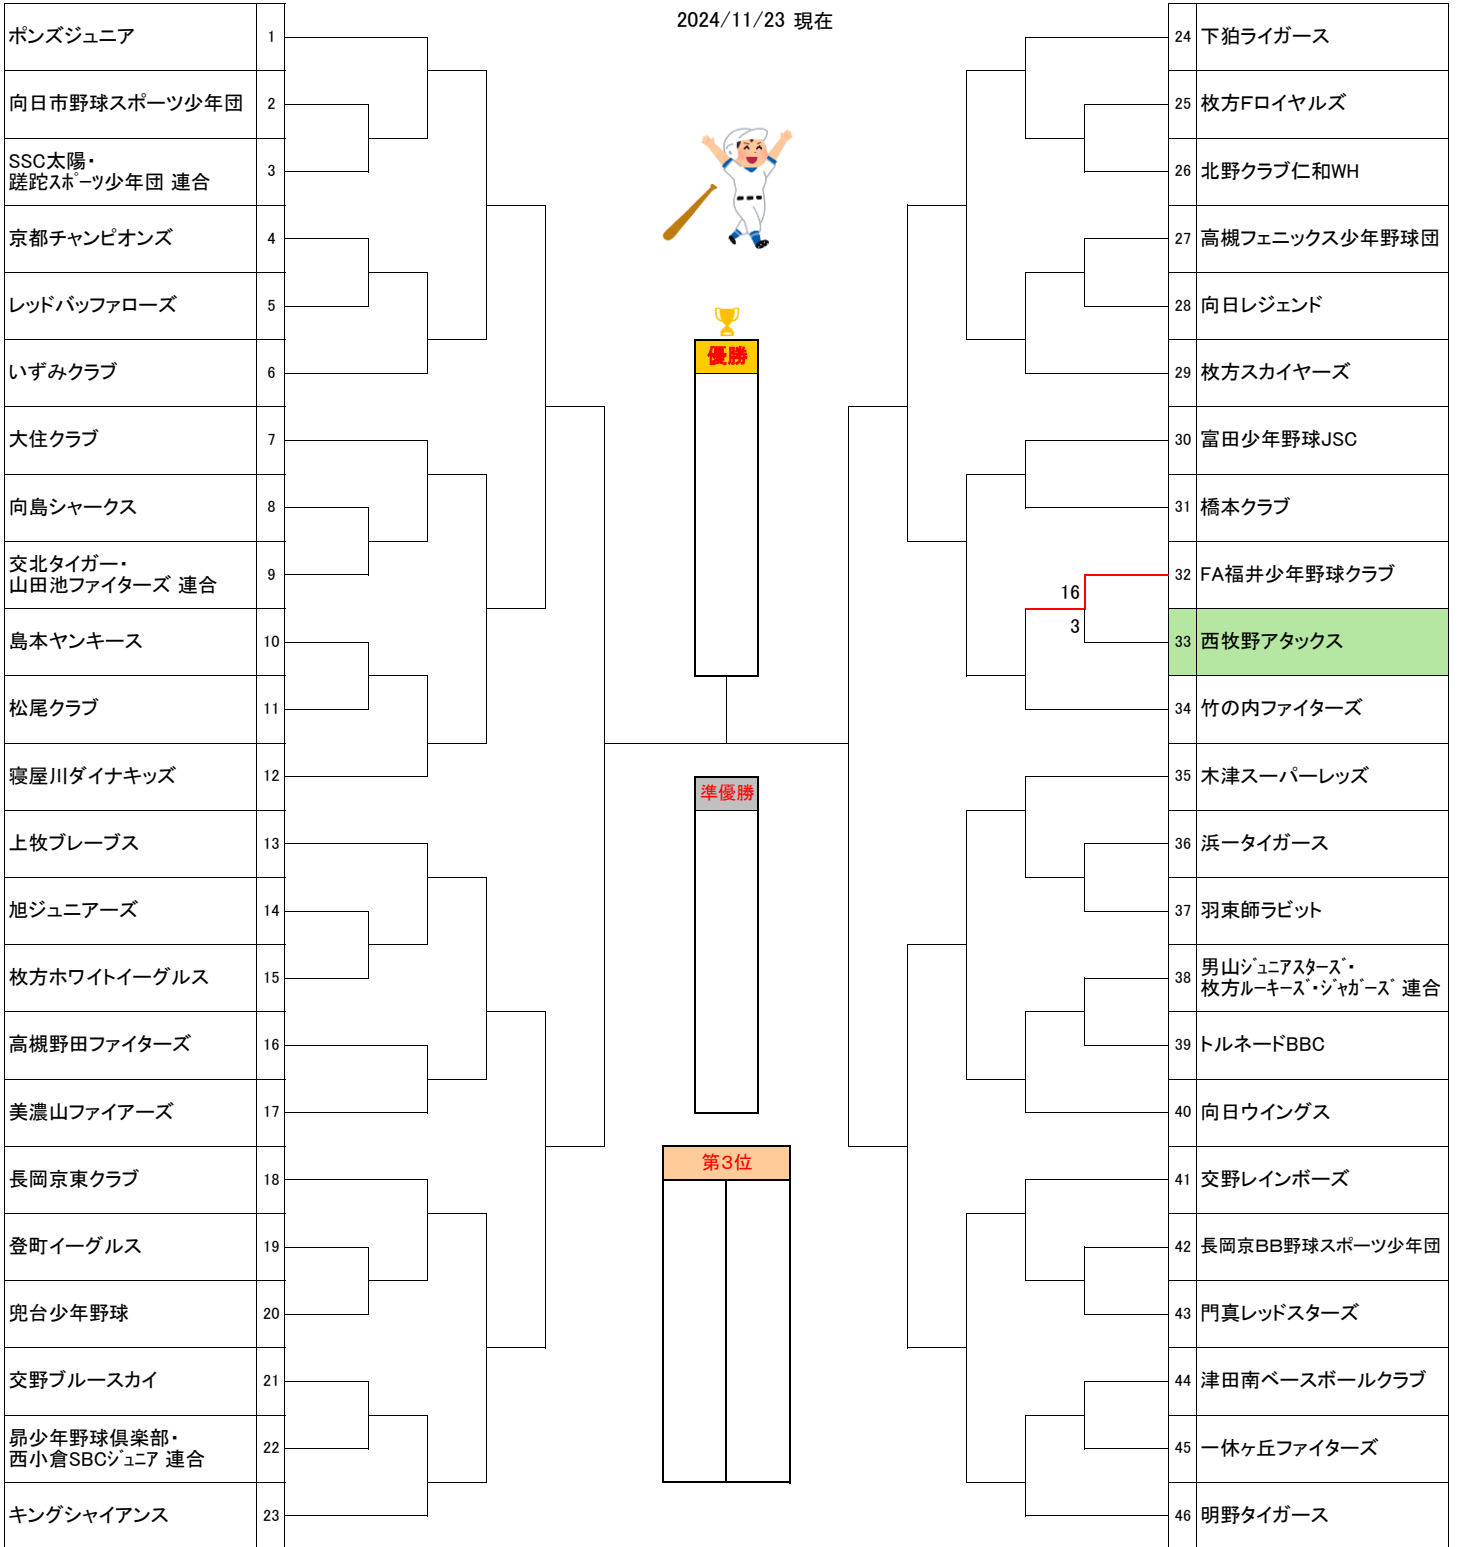 2024/11/23 現在
ポンズジュニア 1
向日市野球スポーツ少年団 2
SSC太陽・
蹉跎スポーツ少年団 連合 3
京都チャンピオンズ 4
レッドバッファローズ 5
いずみクラブ 6
大住クラブ 7
向島シャークス 8
交北タイガー・
山田池ファイターズ 連合 9
島本ヤンキース 10
松尾クラブ 11
寝屋川ダイナキッズ 12
上牧ブレーブス 13
旭ジュニアーズ 14
枚方ホワイトイーグルス 15
高槻野田ファイターズ 16
美濃山ファイアーズ 17
長岡京東クラブ 18
登町イーグルス 19
兜台少年野球 20
交野ブルースカイ 21
昴少年野球倶楽部・
西小倉SBCジュニア 連合 22
キングシャイアンス 23
優勝
準優勝
第3位
16
3
24 下狛ライガース
25 枚方Fロイヤルズ
26 北野クラブ仁和WH
27 高槻フェニックス少年野球団
28 向日レジェンド
29 枚方スカイヤーズ
30 富田少年野球JSC
31 橋本クラブ
32 FA福井少年野球クラブ
33 西牧野アタックス
34 竹の内ファイターズ
35 木津スーパーレッズ
36 浜一タイガース
37 羽束師ラビット
38 男山ジュニアスターズ・
枚方ルーキーズ・ジャガーズ 連合
39 トルネードBBC
40 向日ウイングス
41 交野レインボーズ
42 長岡京BB野球スポーツ少年団
43 門真レッドスターズ
44 津田南ベースボールクラブ
45 一休ヶ丘ファイターズ
46 明野タイガース